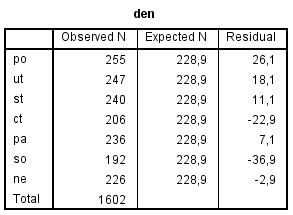 den
Observed N Expected N Residual
po 255 228,9 26,1
ut 247 228,9 18,1
st 240 228,9 11,1
ct 206 228,9 -22,9
pa 236 228,9 7,1
so 192 228,9 -36,9
ne 226 228,9 -2,9
Total 1602